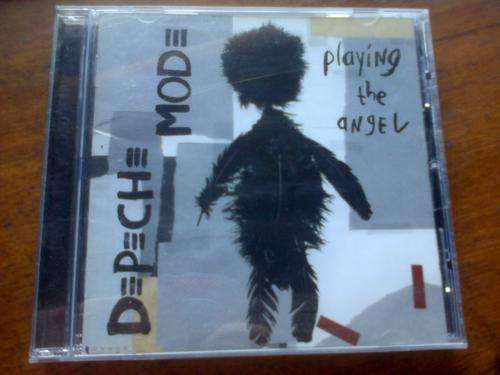 DEPECHE MODE
playing
the
ANGEL